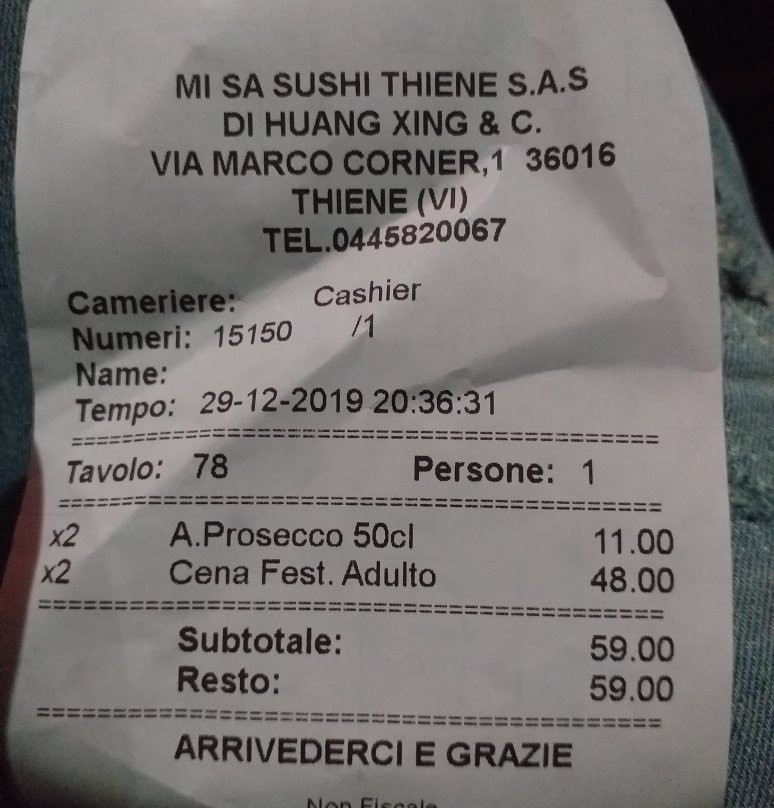 MI SA SUSHI THIENE S.A.S
DI HUANG XING & C.
VIA MARCO CORNER,1 36016
THIENE (VI)
TEL.0445820067
Cameriere: Cashier
Numeri: 15150 /1
Name:
Tempo: 29-12-2019 20:36:31
Tavolo: 78 Persone: 1
x2 A.Prosecco 50cl 11.00
x2 Cena Fest. Adulto 48.00
Subtotale: 59.00
Resto: 59.00
ARRIVEDERCI E GRAZIE
Non Fiscale